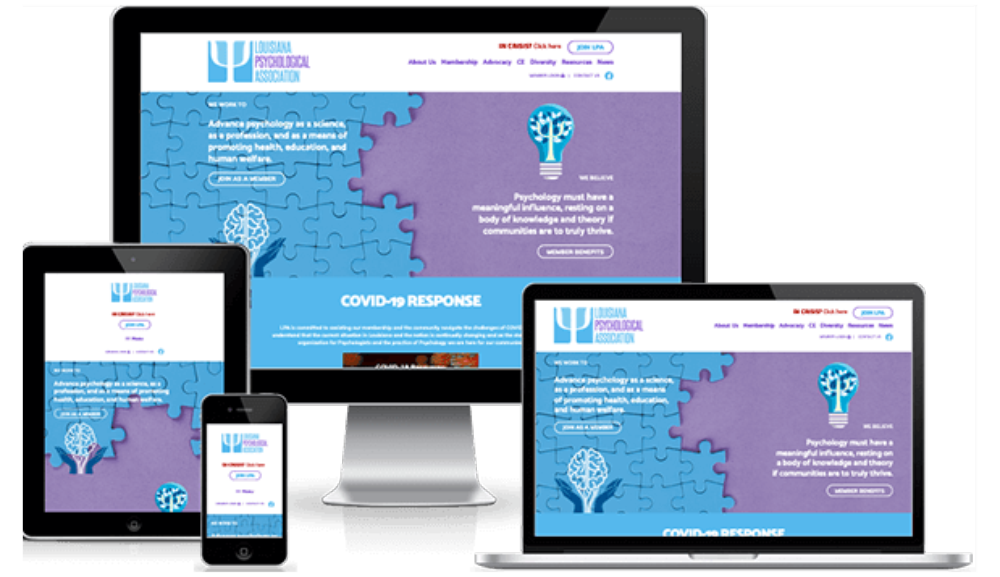 LOUISIANA
PSYCHOLOGICAL
ASSOCIATION
IN CRISIS? Click here
JOIN LPA
About Us Membership Advocacy CE Diversity Resources News
MEMBER LOGIN | CONTACT US
WE WORK TO
Advance psychology as a science,
as a profession, and as a means of
promoting health, education, and
human welfare.
JOIN AS A MEMBER
WE BELIEVE
Psychology must have a
meaningful influence, resting on a
body of knowledge and theory if
communities are to truly thrive.
MEMBER BENEFITS
COVID-19 RESPONSE
LPA is committed to assisting our membership and the community navigate the challenges of COVID
understand that the current situation in Louisiana and the nation is continually changing and as the
organization for Psychologists and the practice of Psychology we are here for our
LOUISIANA
PSYCHOLOGICAL
ASSOCIATION
IN CRISIS? Click here
JOIN LPA
Menu
MEMBER LOGIN | CONTACT US
WE WORK TO
Advance psychology as a science, as a
profession, and as a means of promoting
health, education, and human welfare.
JOIN AS A MEMBER
LOUISIANA
PSYCHOLOGICAL
ASSOCIATION
IN CRISIS? Click here
JOIN LPA
Menu
MEMBER LOGIN | CONTACT US
WE WORK TO
LOUISIANA
PSYCHOLOGICAL
ASSOCIATION
IN CRISIS? Click here
JOIN LPA
About Us Membership Advocacy CE Diversity Resources News
MEMBER LOGIN | CONTACT US
WE WORK TO
Advance psychology as a science,
as a profession, and as a means
of promoting health, education,
and human welfare.
JOIN AS A MEMBER
WE BELIEVE
Psychology must have a
meaningful influence, resting on
a body of knowledge and theory
if communities are to truly thrive.
MEMBER BENEFITS
COVID-19 RESPONSE